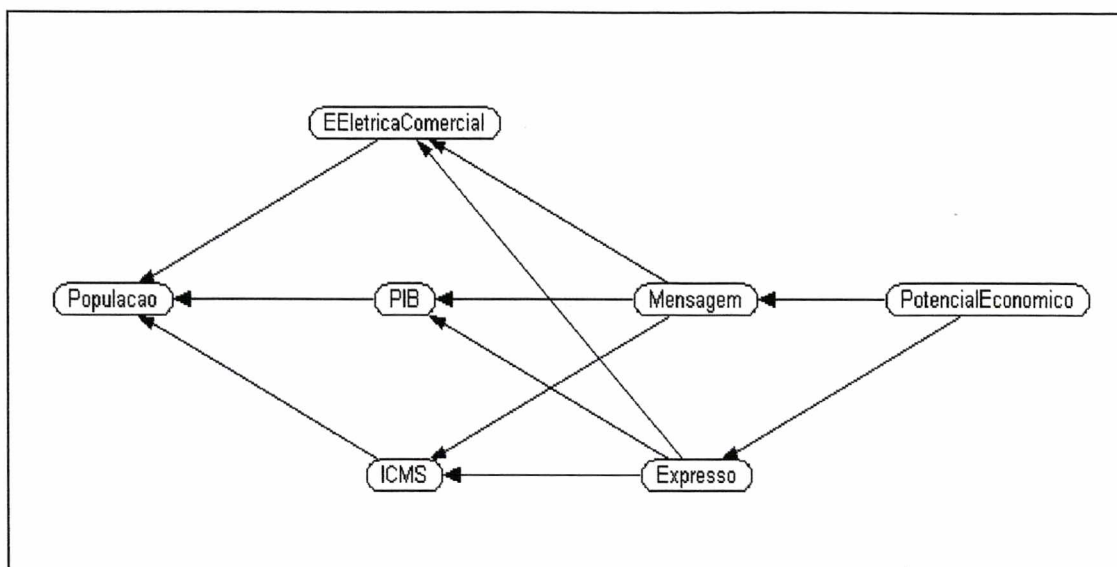 EEletricaComercial
Populacao
PIB
Mensagem
PotencialEconomico
ICMS
Expresso